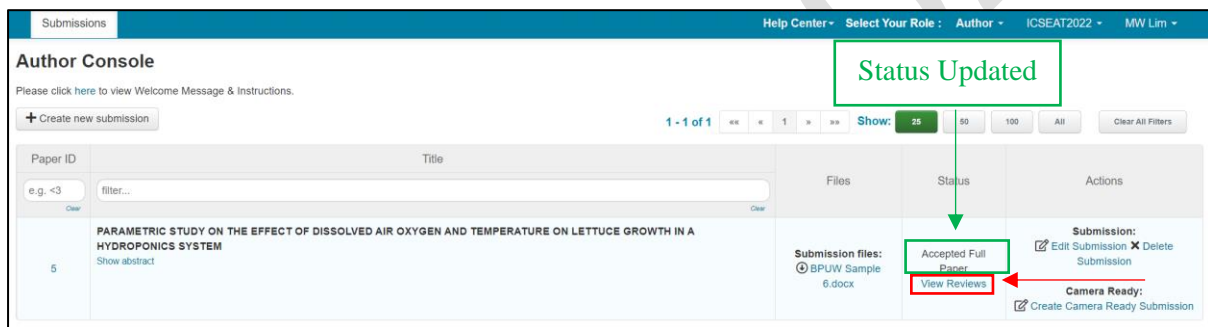 Submissions
Help Center Select Your Role : Author ICSEAT2022 MW Lim
Author Console
Status Updated
Please click here to view Welcome Message & Instructions.
+ Create new submission
1 - 1 of 1 «« « 1 » »» Show: 25 50 100 All Clear All Filters
Paper ID Title Files Status Actions
e.g. <3 filter...
Clear Clear
5
PARAMETRIC STUDY ON THE EFFECT OF DISSOLVED AIR OXYGEN AND TEMPERATURE ON LETTUCE GROWTH IN A
HYDROPONICS SYSTEM
Show abstract
Submission files:
BPUW Sample
6.docx
Accepted Full
Paper
View Reviews
Submission:
Edit Submission X Delete
Submission
Camera Ready:
Create Camera Ready Submission